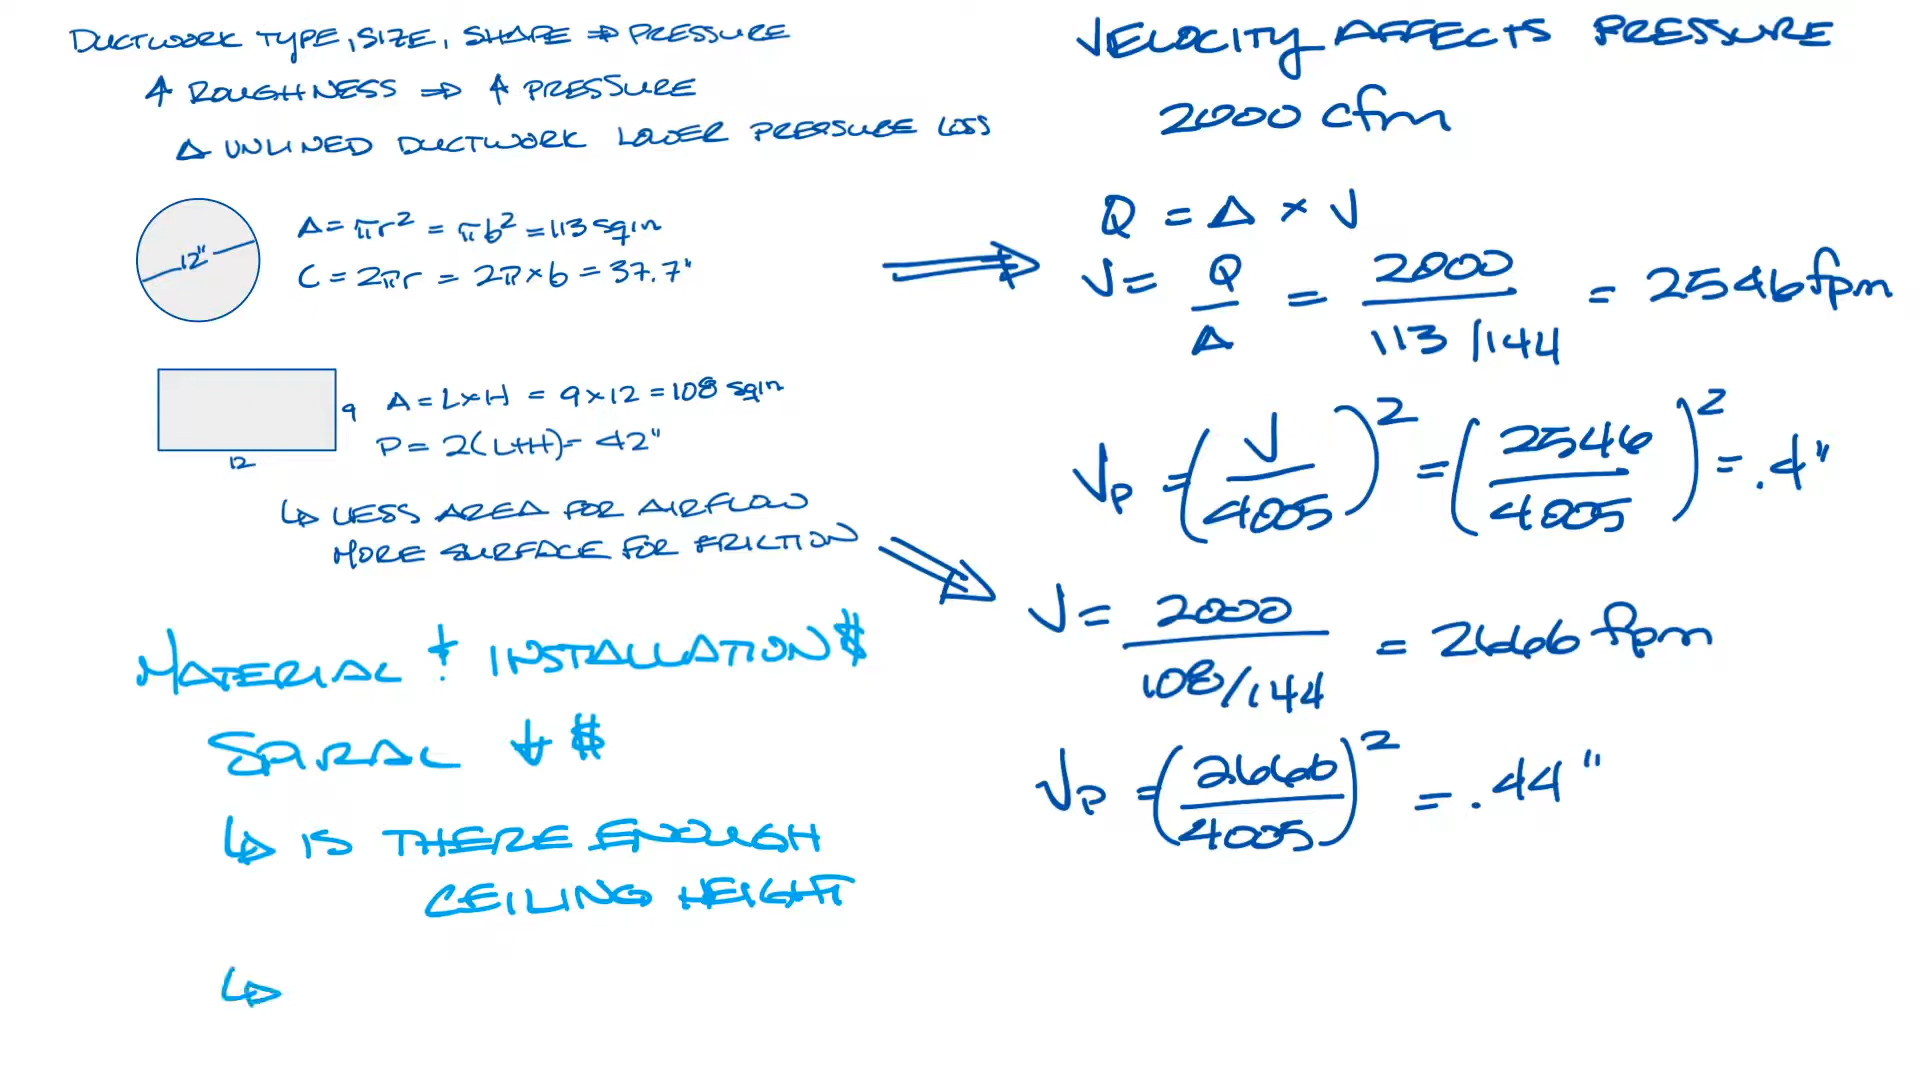 DUCTWORK TYPE, SIZE, SHAPE ⇒ PRESSURE
↑ ROUGHNESS ⇒ ↑ PRESSURE
△ UNLINED DUCTWORK LOWER PRESSURE LOSS
12"
A = πr² = π6² = 113 sqin
C = 2πr = 2π × 6 = 37.7"
9
12
A = L×H = 9×12 = 108 sqin
P = 2(L+H) = 42"
↳ LESS AREA FOR AIRFLOW
MORE SURFACE FOR FRICTION
MATERIAL + INSTALLATION $
SPIRAL ↓ $
↳ IS THERE ENOUGH
CEILING HEIGHT
↳
VELOCITY AFFECTS PRESSURE
2000 cfm
Q = A × V
V = Q/A = 2000 / (113/144) = 2546 fpm
Vp = (V/4005)² = (2546/4005)² = .4"
V = 2000 / (108/144) = 2666 fpm
Vp = (2666/4005)² = .44"